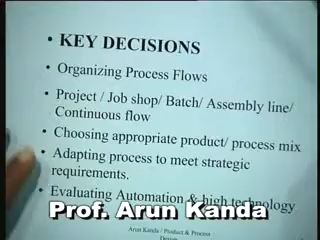 • KEY DECISIONS
• Organizing Process Flows
• Project / Job shop/ Batch/ Assembly line/
Continuous flow
• Choosing appropriate product/ process mix
• Adapting process to meet strategic
requirements.
• Evaluating Automation & high technology
Prof. Arun Kanda
Arun Kanda / Product & Process
Design